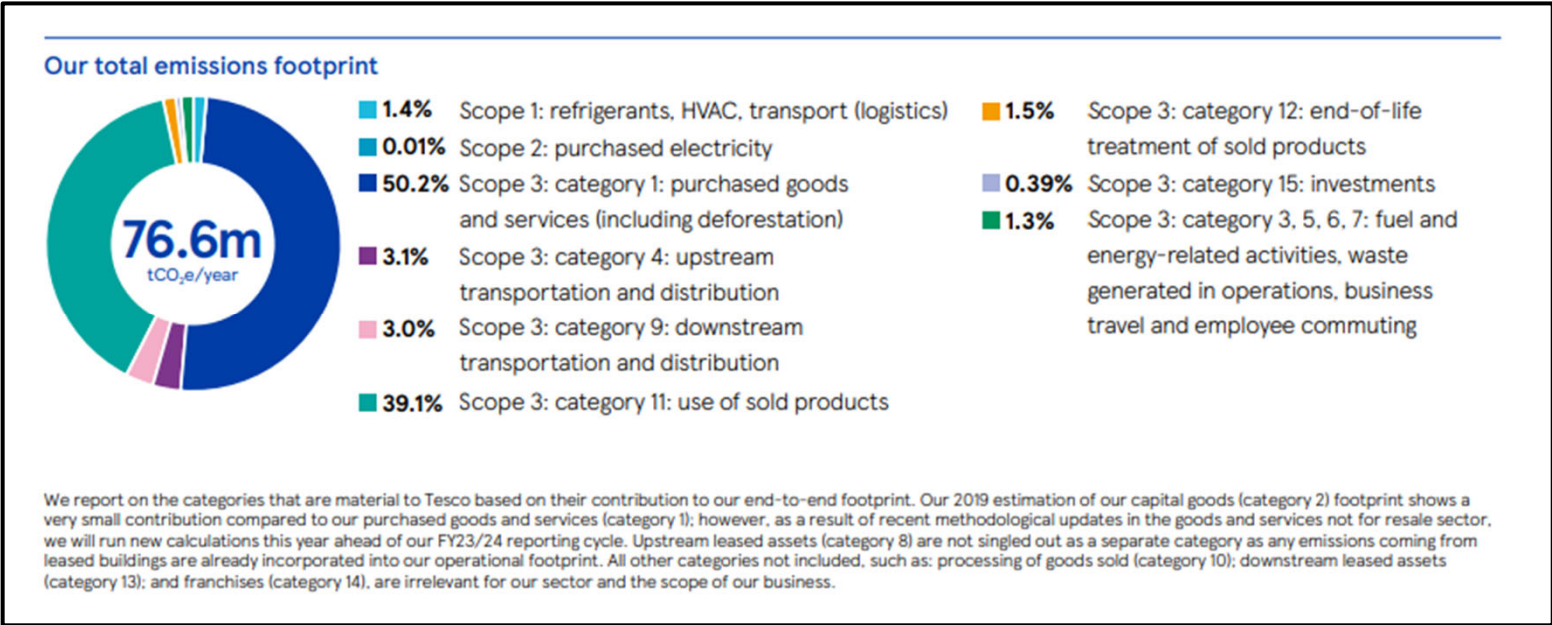 Our total emissions footprint
76.6m
tCO₂e/year
1.4% Scope 1: refrigerants, HVAC, transport (logistics)
0.01% Scope 2: purchased electricity
50.2% Scope 3: category 1: purchased goods
and services (including deforestation)
3.1% Scope 3: category 4: upstream
transportation and distribution
3.0% Scope 3: category 9: downstream
transportation and distribution
39.1% Scope 3: category 11: use of sold products
1.5% Scope 3: category 12: end-of-life
treatment of sold products
0.39% Scope 3: category 15: investments
1.3% Scope 3: category 3, 5, 6, 7: fuel and
energy-related activities, waste
generated in operations, business
travel and employee commuting
We report on the categories that are material to Tesco based on their contribution to our end-to-end footprint. Our 2019 estimation of our capital goods (category 2) footprint shows a
very small contribution compared to our purchased goods and services (category 1); however, as a result of recent methodological updates in the goods and services not for resale sector,
we will run new calculations this year ahead of our FY23/24 reporting cycle. Upstream leased assets (category 8) are not singled out as a separate category as any emissions coming from
leased buildings are already incorporated into our operational footprint. All other categories not included, such as: processing of goods sold (category 10); downstream leased assets
(category 13); and franchises (category 14), are irrelevant for our sector and the scope of our business.